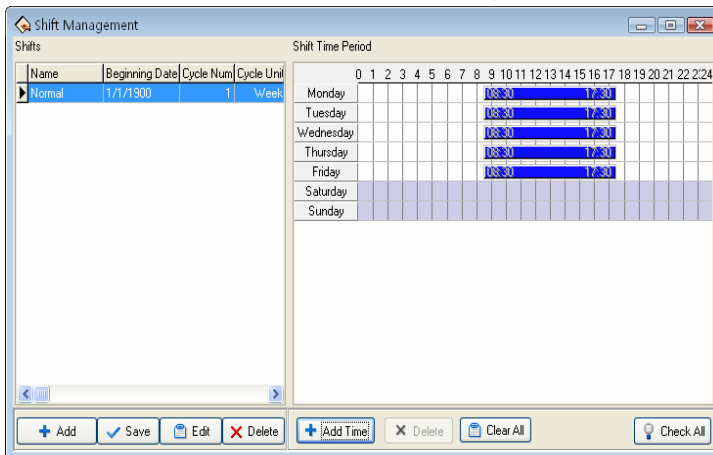 Shift Management
Shifts
Shift Time Period
Name Beginning Date Cycle Num Cycle Unit
Normal 1/1/1900 1 Week
0 1 2 3 4 5 6 7 8 9 10 11 12 13 14 15 16 17 18 19 20 21 22 2324
Monday 08:30 17:30
Tuesday 08:30 17:30
Wednesday 08:30 17:30
Thursday 08:30 17:30
Friday 08:30 17:30
Saturday
Sunday
Add Save Edit Delete Add Time Delete Clear All Check All